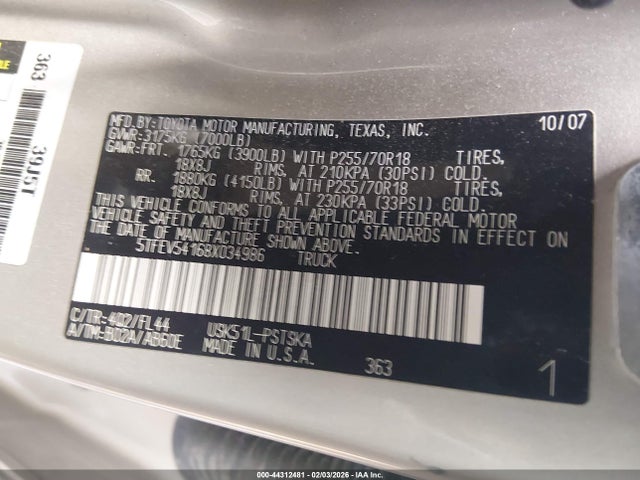 MFD.BY:TOYOTA MOTOR MANUFACTURING, TEXAS, INC. 10/07
GVWR:3175KG (7000LB)
GAWR:FRT. 1765KG (3900LB) WITH P255/70R18 TIRES,
18X8J RIMS, AT 210KPA (30PSI) COLD.
RR. 1880KG (4150LB) WITH P255/70R18 TIRES,
18X8J RIMS, AT 230KPA (33PSI) COLD.
THIS VEHICLE CONFORMS TO ALL APPLICABLE FEDERAL MOTOR
VEHICLE SAFETY AND THEFT PREVENTION STANDARDS IN EFFECT ON
THE DATE OF MANUFACTURE SHOWN ABOVE.
5TFEV54168X034986 TRUCK
C/TR:4Q2/FL44 USK51L-PSTSKA
A/TM:B02A/AB60E MADE IN U.S.A. 363
1
363 39J5T
000-44312481 - 02/03/2026 - Copyright IAA, Inc.